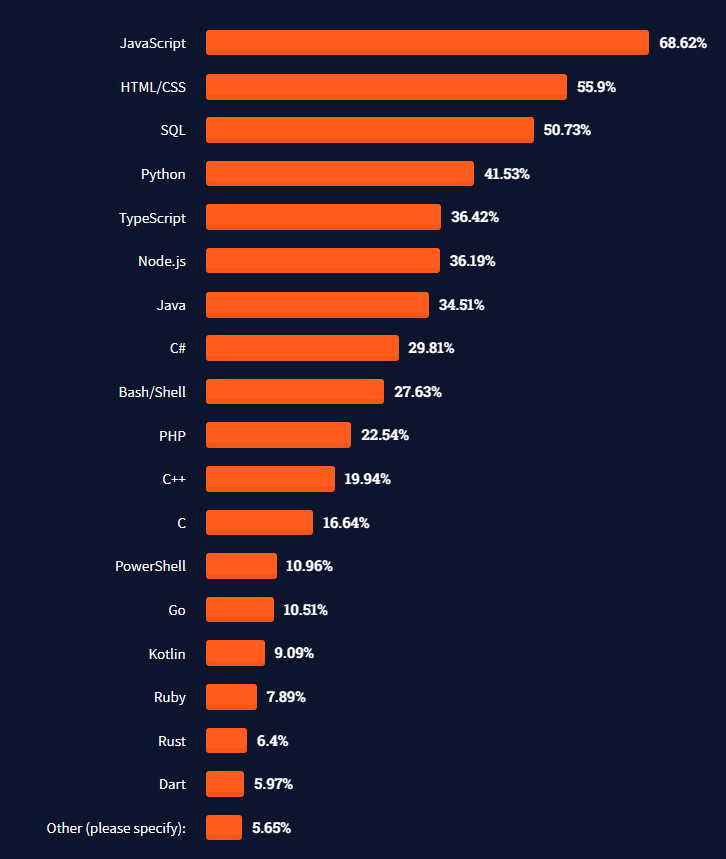 JavaScript 68.62%
HTML/CSS 55.9%
SQL 50.73%
Python 41.53%
TypeScript 36.42%
Node.js 36.19%
Java 34.51%
C# 29.81%
Bash/Shell 27.63%
PHP 22.54%
C++ 19.94%
C 16.64%
PowerShell 10.96%
Go 10.51%
Kotlin 9.09%
Ruby 7.89%
Rust 6.4%
Dart 5.97%
Other (please specify): 5.65%